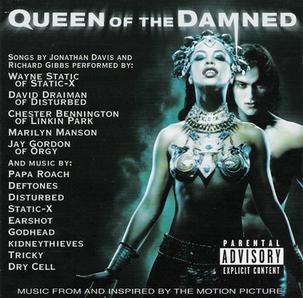 QUEEN OF THE DAMNED
SONGS BY JONATHAN DAVIS AND
RICHARD GIBBS PERFORMED BY:
WAYNE STATIC
OF STATIC-X
DAVID DRAIMAN
OF DISTURBED
CHESTER BENNINGTON
OF LINKIN PARK
MARILYN MANSON
JAY GORDON
OF ORGY
AND MUSIC BY:
PAPA ROACH
DEFTONES
DISTURBED
STATIC-X
EARSHOT
GODHEAD
KIDNEYTHIEVES
TRICKY
DRY CELL
PARENTAL
ADVISORY
EXPLICIT CONTENT
MUSIC FROM AND INSPIRED BY THE MOTION PICTURE